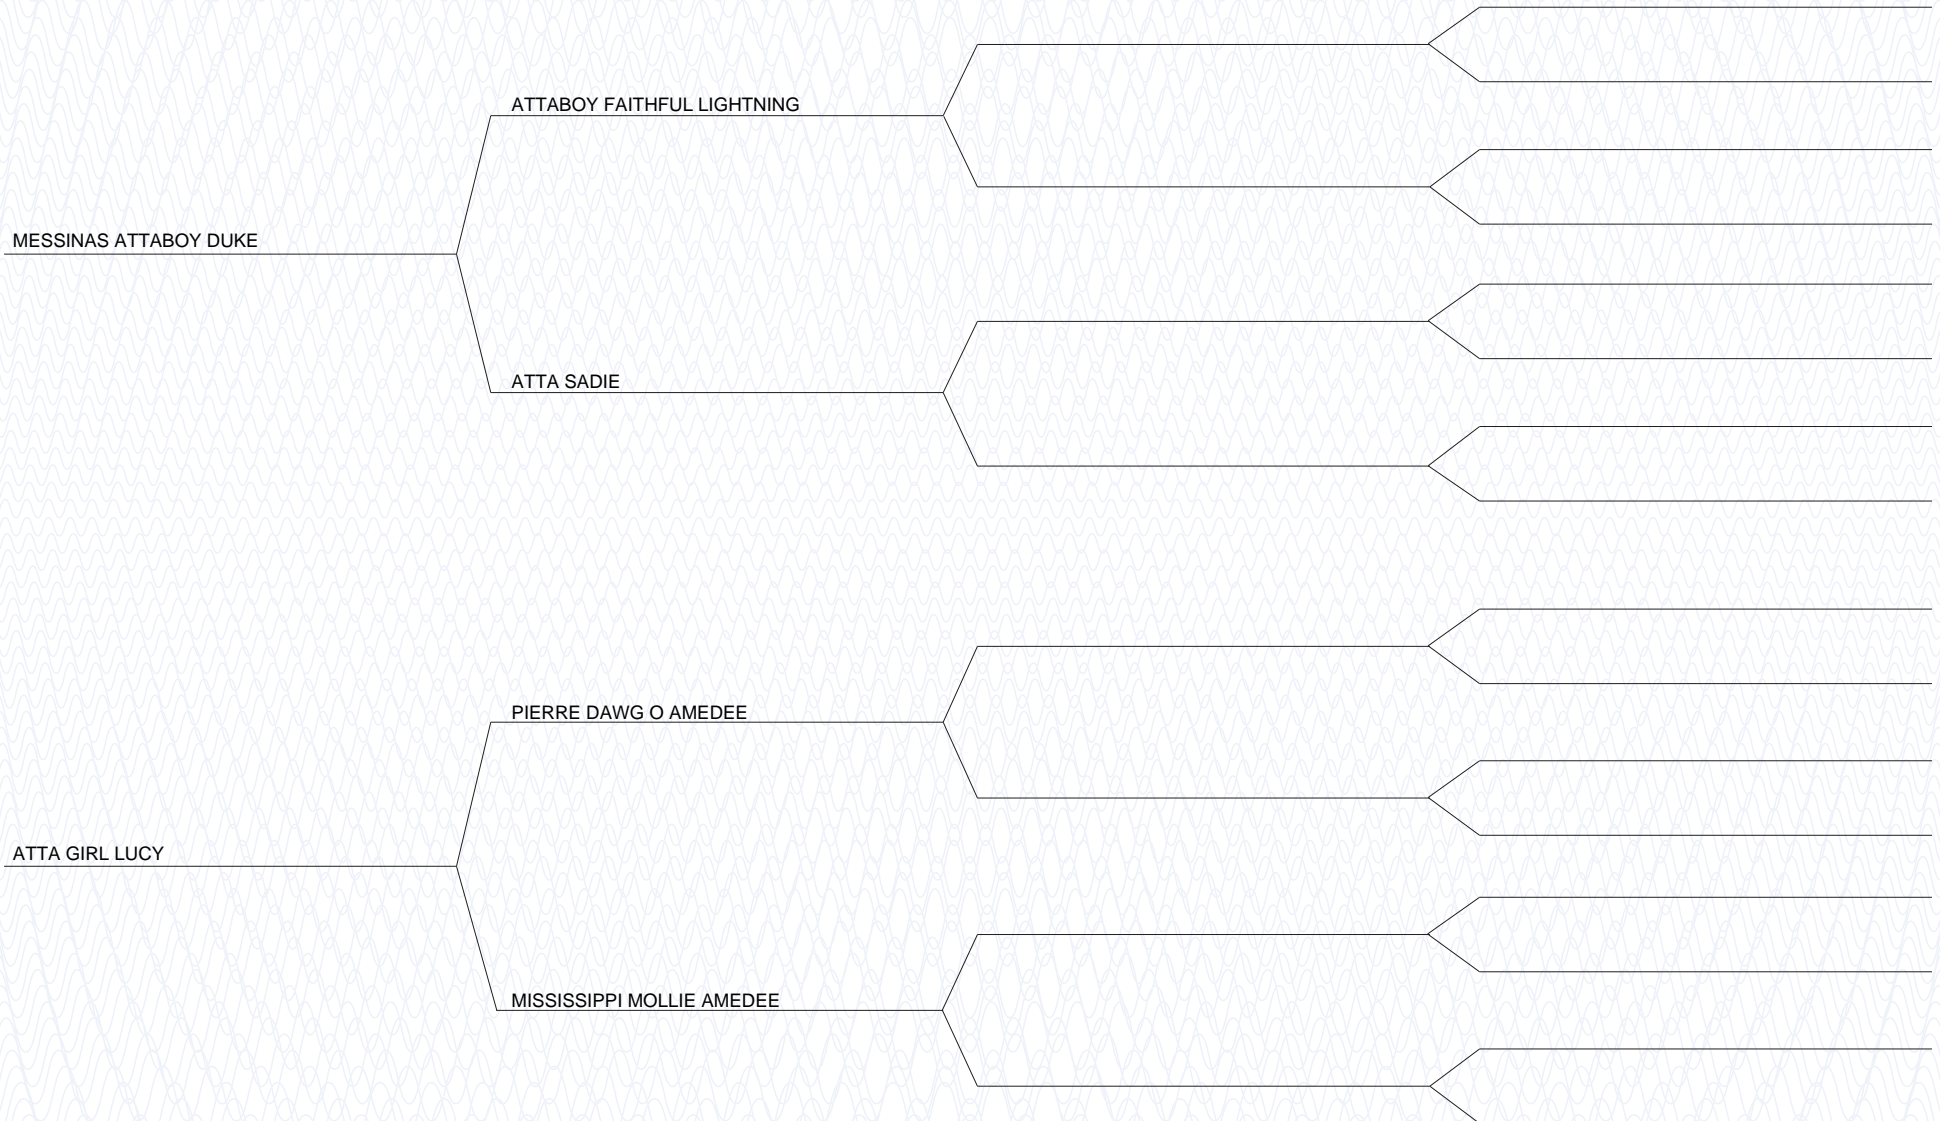 ATTABOY FAITHFUL LIGHTNING
MESSINAS ATTABOY DUKE
ATTA SADIE
PIERRE DAWG O AMEDEE
ATTA GIRL LUCY
MISSISSIPPI MOLLIE AMEDEE